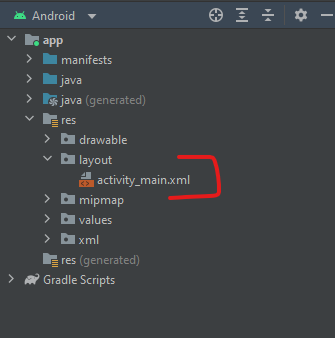 Android
app
manifests
java
java (generated)
res
drawable
layout
activity_main.xml
mipmap
values
xml
res (generated)
Gradle Scripts